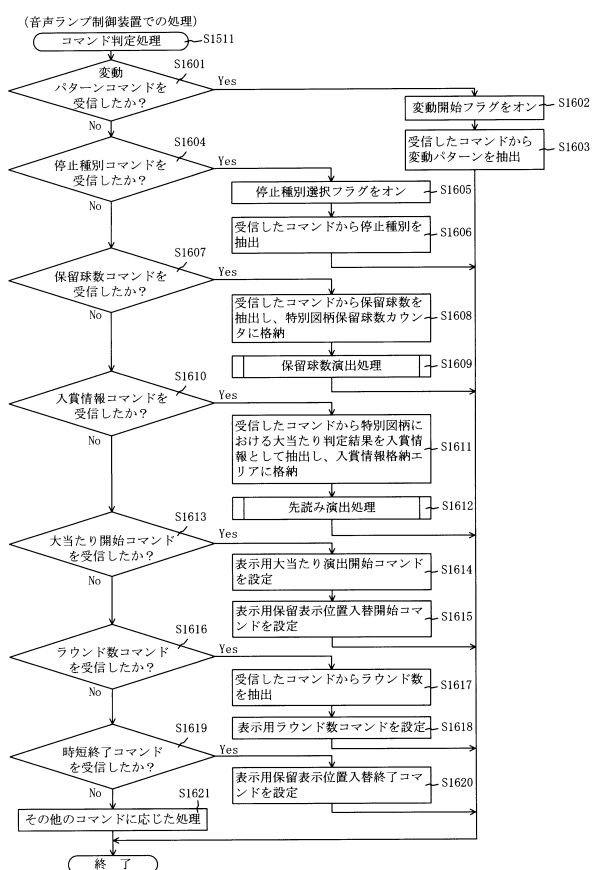 （音声ランプ制御装置での処理）
コマンド判定処理
S1511
変動
パターンコマンドを
受信したか？
S1601
Yes
No
変動開始フラグをオン
S1602
受信したコマンドから
変動パターンを抽出
S1603
停止種別コマンドを
受信したか？
S1604
Yes
No
停止種別選択フラグをオン
S1605
受信したコマンドから停止種別を
抽出
S1606
保留球数コマンドを
受信したか？
S1607
Yes
No
受信したコマンドから保留球数を
抽出し、特別図柄保留球数カウン
タに格納
S1608
保留球数演出処理
S1609
入賞情報コマンドを
受信したか？
S1610
Yes
No
受信したコマンドから特別図柄に
おける大当たり判定結果を入賞情
報として抽出し、入賞情報格納エ
リアに格納
S1611
先読み演出処理
S1612
大当たり開始コマンド
を受信したか？
S1613
Yes
No
表示用大当たり演出開始コマンド
を設定
S1614
表示用保留表示位置入替開始コマ
ンドを設定
S1615
ラウンド数コマンド
を受信したか？
S1616
Yes
No
受信したコマンドからラウンド数
を抽出
S1617
表示用ラウンド数コマンドを設定
S1618
時短終了コマンド
を受信したか？
S1619
Yes
No
表示用保留表示位置入替終了コマ
ンドを設定
S1620
その他のコマンドに応じた処理
S1621
終 了